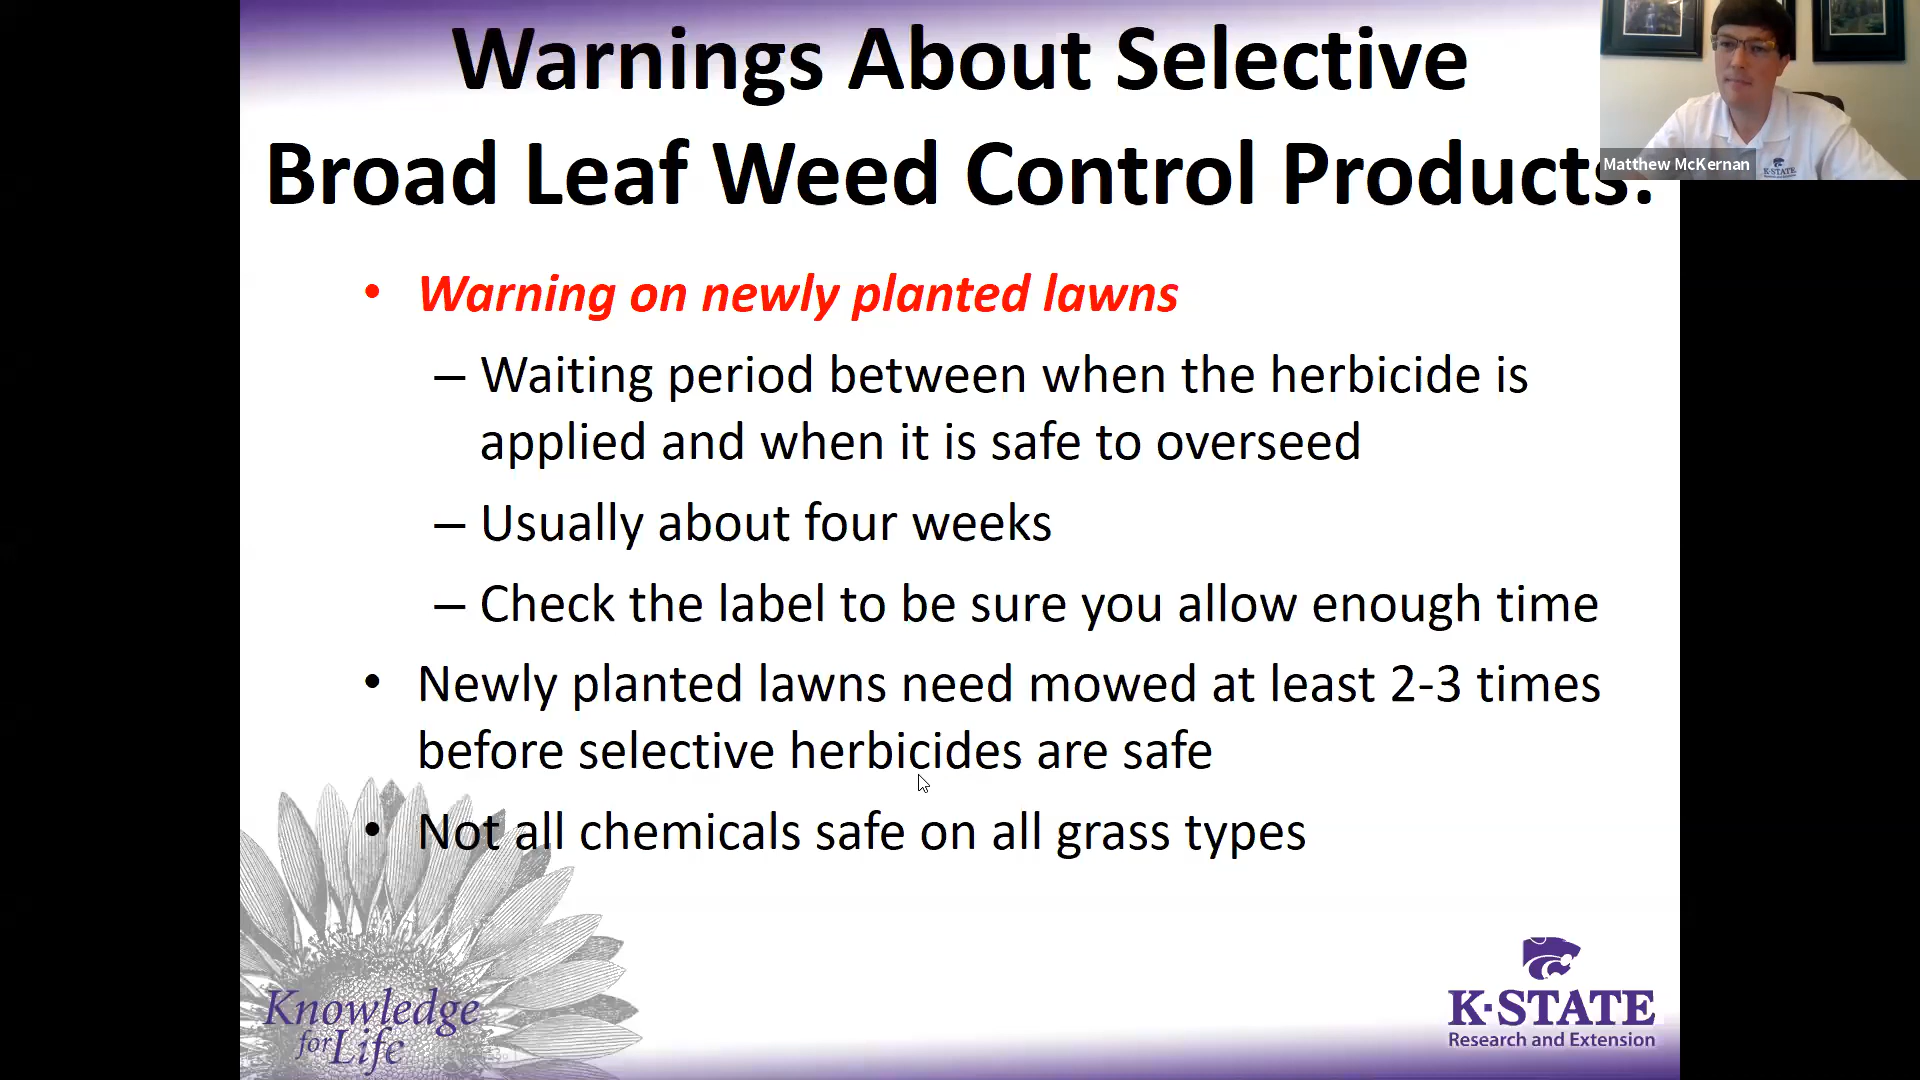 Warnings About Selective
Broad Leaf Weed Control Products:
Matthew McKernan
K-STATE
• Warning on newly planted lawns
– Waiting period between when the herbicide is
applied and when it is safe to overseed
– Usually about four weeks
– Check the label to be sure you allow enough time
• Newly planted lawns need mowed at least 2-3 times
before selective herbicides are safe
• Not all chemicals safe on all grass types
Knowledge
for Life
K-STATE
Research and Extension